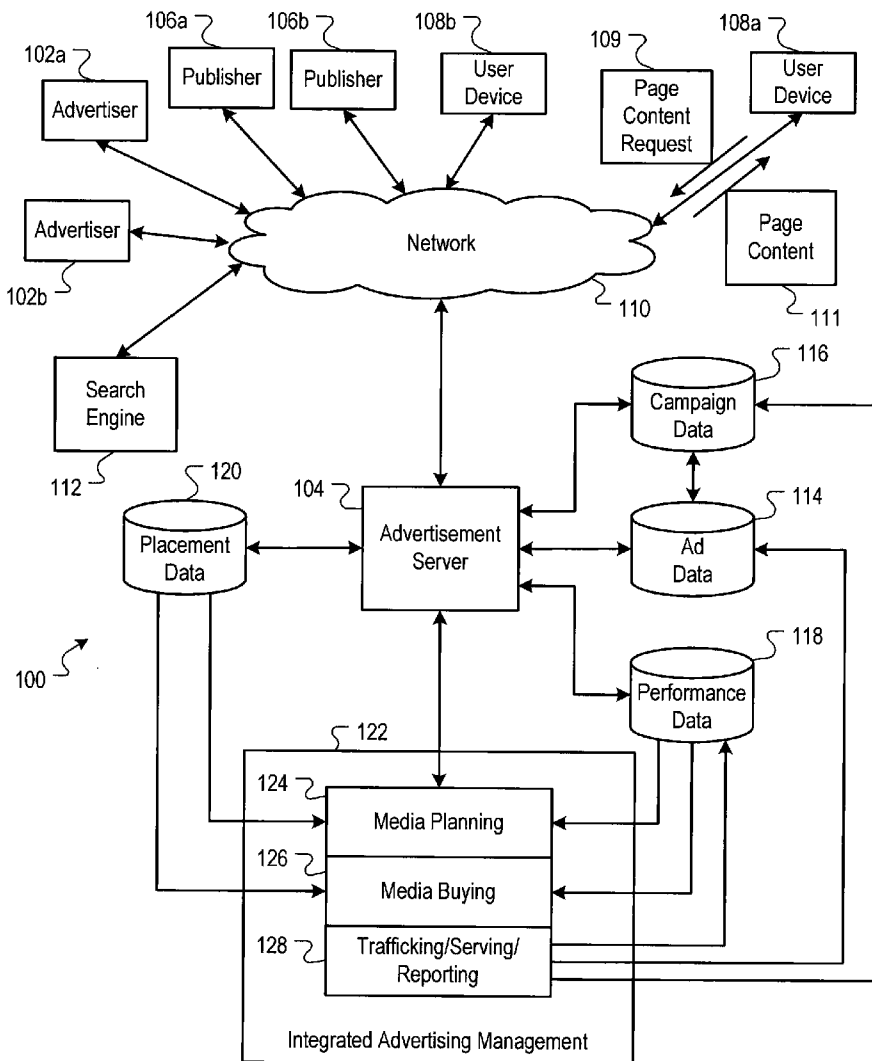 106a
106b
108b
109
108a
102a
Publisher
Publisher
User
Device
Page
Content
Request
User
Device
Advertiser
Advertiser
102b
Network
110
Page
Content
111
Search
Engine
112
116
Campaign
Data
120
Placement
Data
104
Advertisement
Server
114
Ad
Data
100
118
Performance
Data
122
124
Media Planning
126
Media Buying
128
Trafficking/Serving/
Reporting
Integrated Advertising Management